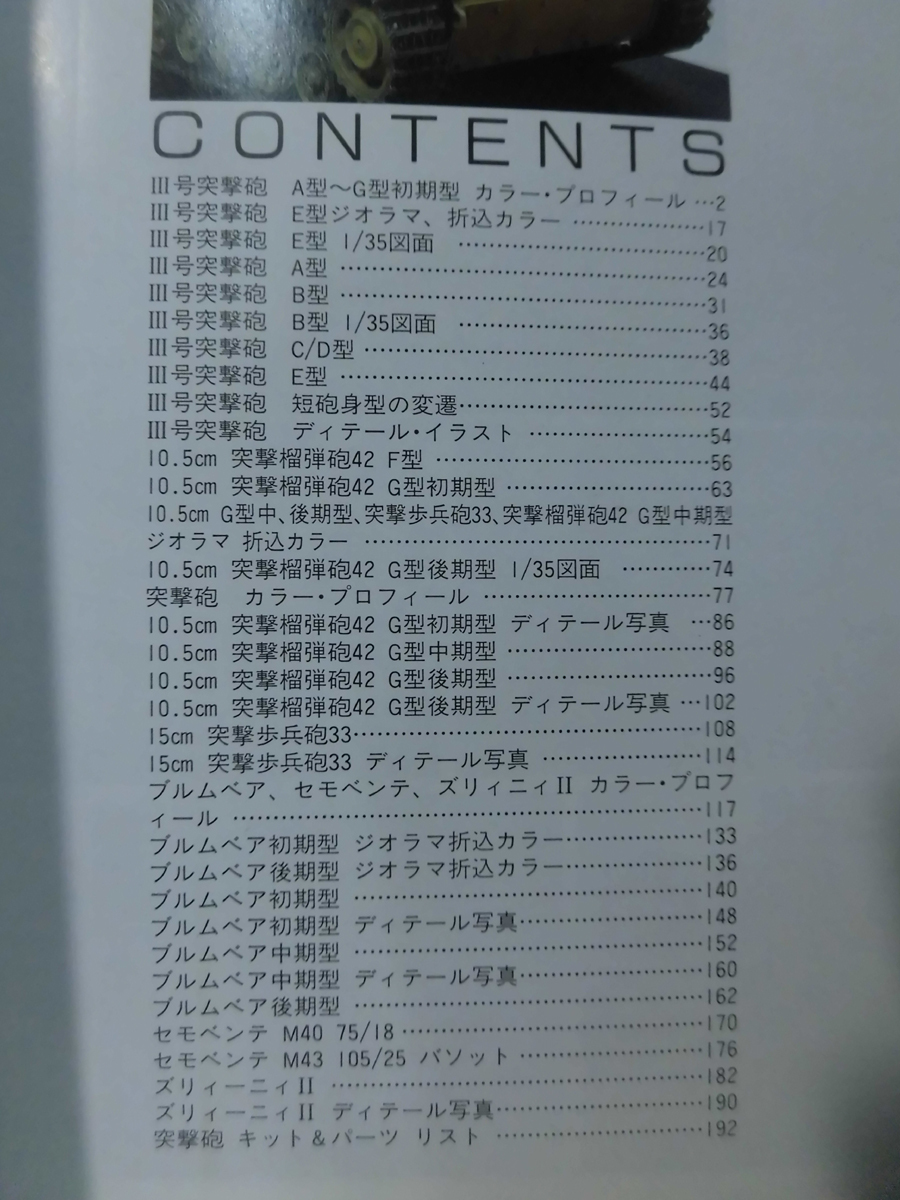 CONTENTS
III号突撃砲　A型〜G型初期型 カラー・プロフィール …2
III号突撃砲　E型ジオラマ、折込カラー ………………17
III号突撃砲　E型 1/35図面 ………………………………20
III号突撃砲　A型 ……………………………………………24
III号突撃砲　B型 ……………………………………………31
III号突撃砲　B型 1/35図面 ………………………………36
III号突撃砲　C/D型 …………………………………………38
III号突撃砲　E型 ……………………………………………44
III号突撃砲　短砲身型の変遷………………………………52
III号突撃砲　ディテール・イラスト ………………………54
10.5cm 突撃榴弾砲42 F型 …………………………………56
10.5cm 突撃榴弾砲42 G型初期型 …………………………63
10.5cm G型中、後期型、突撃歩兵砲33、突撃榴弾砲42 G型中期型
ジオラマ 折込カラー …………………………………………71
10.5cm 突撃榴弾砲42 G型後期型 1/35図面 …………74
突撃砲　カラー・プロフィール ……………………………77
10.5cm 突撃榴弾砲42 G型初期型 ディテール写真 …86
10.5cm 突撃榴弾砲42 G型中期型 …………………………88
10.5cm 突撃榴弾砲42 G型後期型 …………………………96
10.5cm 突撃榴弾砲42 G型後期型 ディテール写真 …102
15cm 突撃歩兵砲33…………………………………………108
15cm 突撃歩兵砲33 ディテール写真 ……………………114
ブルムベア、セモベンテ、ズリィニィII カラー・プロフ
ィール …………………………………………………………117
ブルムベア初期型 ジオラマ折込カラー…………………133
ブルムベア後期型 ジオラマ折込カラー…………………136
ブルムベア初期型 ……………………………………………140
ブルムベア初期型 ディテール写真………………………148
ブルムベア中期型 ……………………………………………152
ブルムベア中期型 ディテール写真………………………160
ブルムベア後期型 ……………………………………………162
セモベンテ M40 75/18 ……………………………………170
セモベンテ M43 105/25 バソット ………………………176
ズリィーニィII ………………………………………………182
ズリィーニィII ディテール写真…………………………190
突撃砲 キット＆パーツ リスト …………………………192